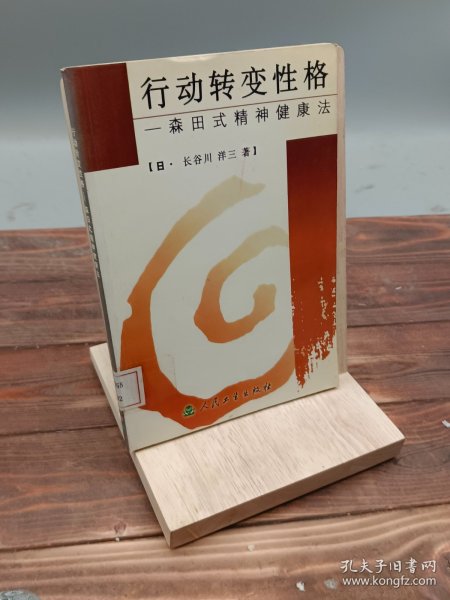 行动转变性格
—森田式精神健康法
【日· 长谷川 洋三 著】
人民卫生出版社
孔夫子旧书网
www.kongfz.com